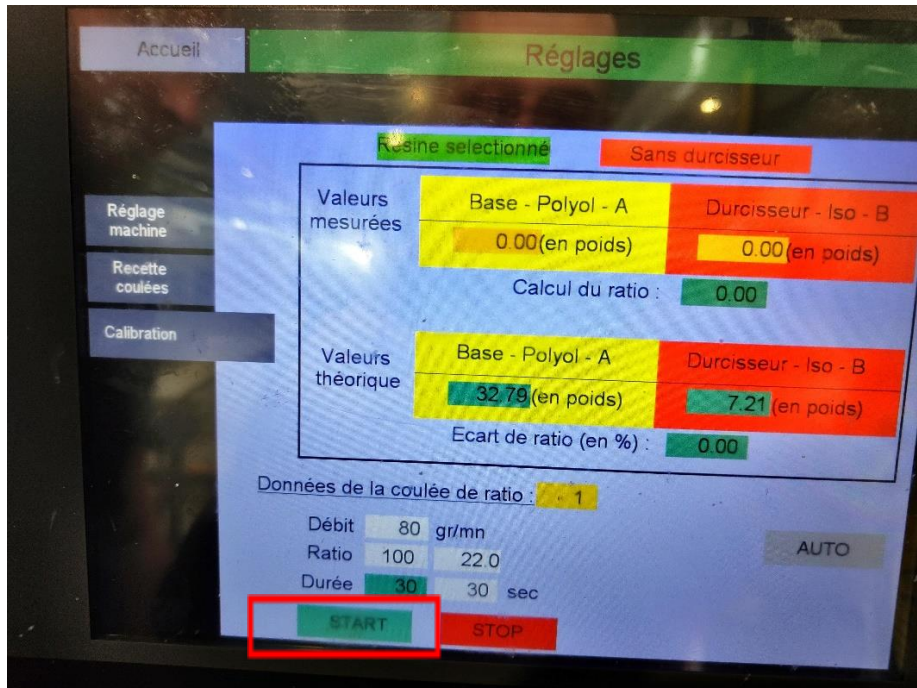 Accueil
Réglages
Résine selectionné
Sans durcisseur
Réglage
machine
Recette
coulées
Calibration
Valeurs
mesurées
Base - Polyol - A
Durcisseur - Iso - B
0.00 (en poids)
0.00 (en poids)
Calcul du ratio : 0.00
Valeurs
théorique
Base - Polyol - A
Durcisseur - Iso - B
32.79 (en poids)
7.21 (en poids)
Ecart de ratio (en %) : 0.00
Données de la coulée de ratio : 1
Débit 80 gr/mn
Ratio 100 22.0
Durée 30 30 sec
AUTO
START
STOP